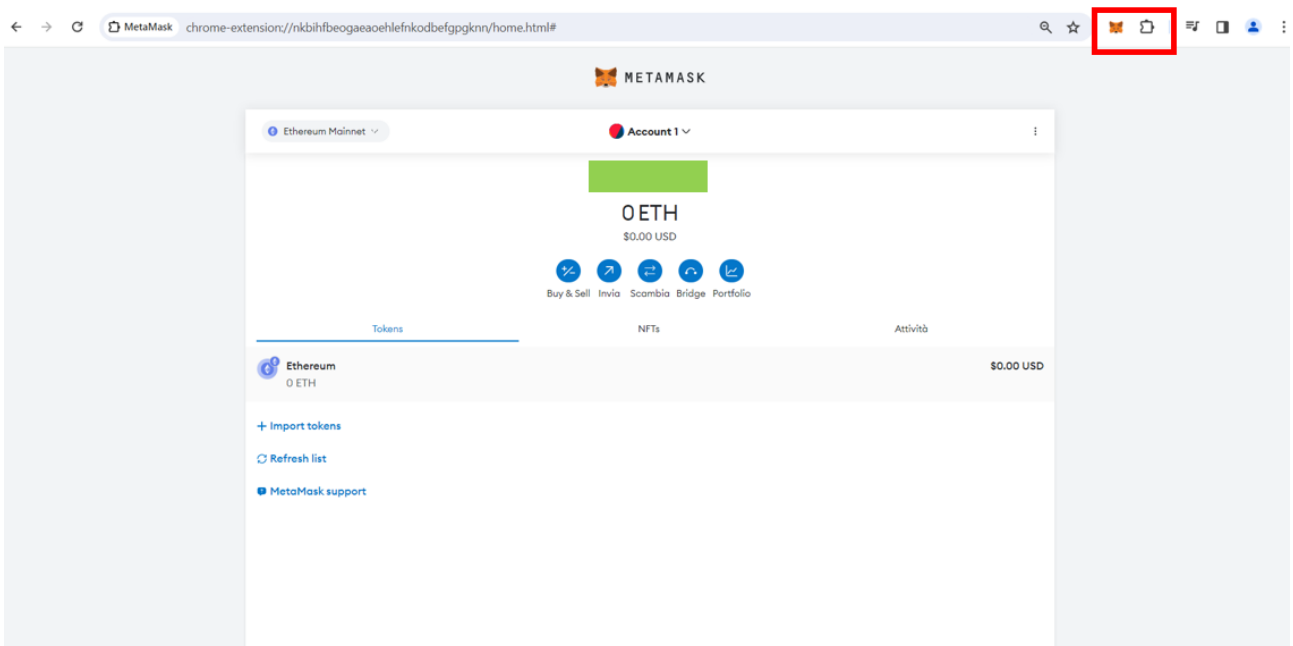 MetaMask chrome-extension://nkbihfbeogaeaoehlefnkodbefgpgknn/home.html#
METAMASK
Ethereum Mainnet Account 1
0 ETH
$0.00 USD
Buy & Sell Invia Scambia Bridge Portfolio
Tokens NFTs Attività
Ethereum $0.00 USD
0 ETH
+ Import tokens
Refresh list
MetaMask support